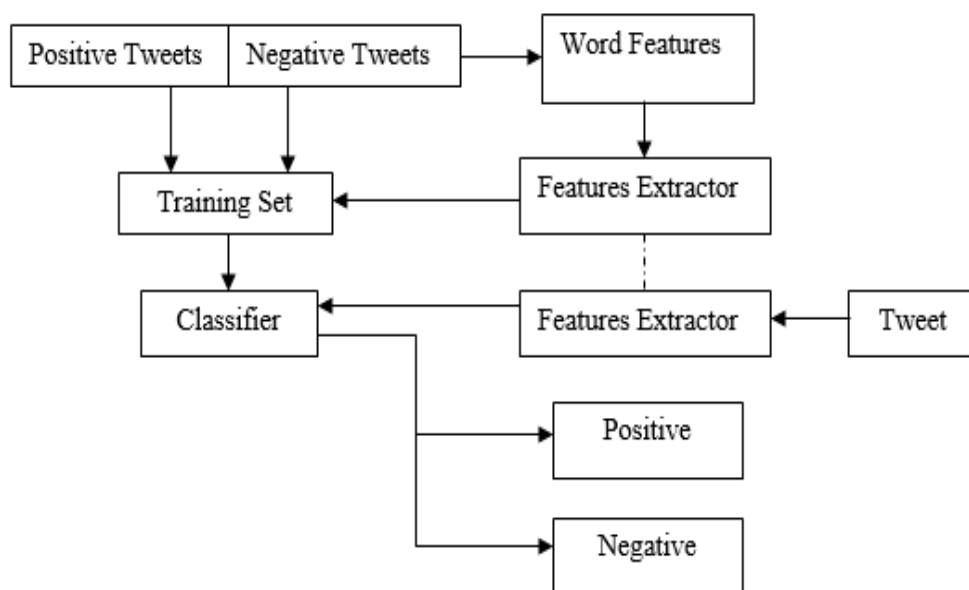 Positive Tweets
Negative Tweets
Word Features
Training Set
Features Extractor
Classifier
Features Extractor
Tweet
Positive
Negative